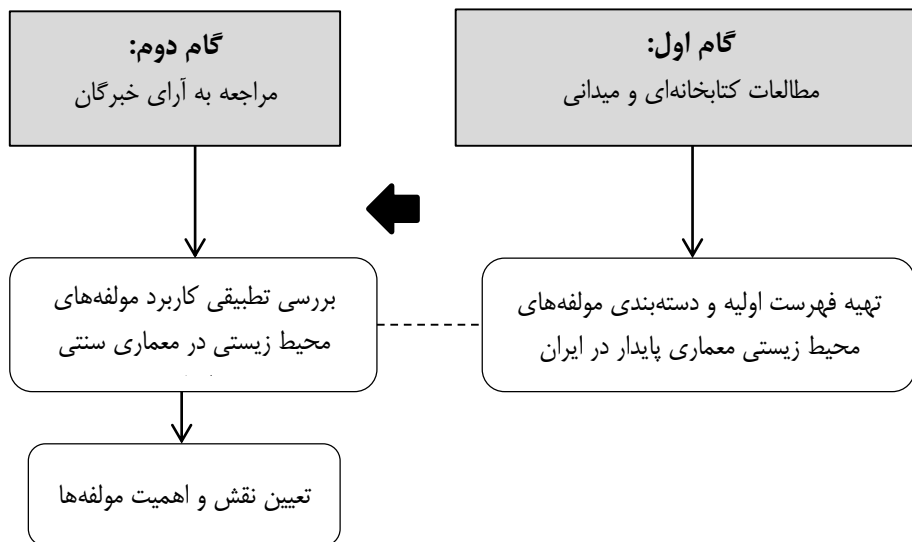 گام اول:
مطالعات کتابخانه‌ای و میدانی
گام دوم:
مراجعه به آرای خبرگان
تهیه فهرست اولیه و دسته‌بندی مولفه‌های
محیط زیستی معماری پایدار در ایران
بررسی تطبیقی کاربرد مولفه‌های
محیط زیستی در معماری سنتی
تعیین نقش و اهمیت مولفه‌ها